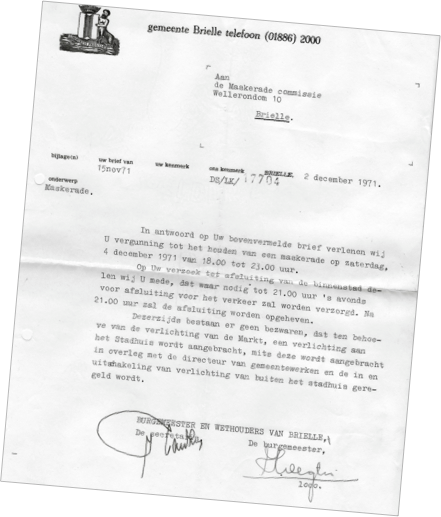 gemeente Brielle telefoon (01886) 2000
Aan
de Maskerade commissie
Wellerondom 10
Brielle.
bijlage(n) uw brief van uw kenmerk ons kenmerk BRIELLE, 2 december 1971.
15nov71 DS/LK/ 17704
onderwerp
Maskerade.
In antwoord op Uw bovenvermelde brief verlenen wij
U vergunning tot het houden van een maskerade op zaterdag,
4 december 1971 van 18.00 tot 21.00 uur.
Op Uw verzoek tot afsluiting van de binnenstad de-
len wij U mede, dat waar nodig tot 21.00 uur 's avonds
voor afsluiting voor het verkeer zal worden verzorgd. Na
21.00 uur zal de afsluiting worden opgeheven.
Dezerzijds bestaan er geen bezwaren, dat ten behoe-
ve van de verlichting van de Markt, een verlichting aan
het Stadhuis wordt aangebracht, mits deze wordt aangebracht
in overleg met de directeur van gemeentewerken en de in en
uitschakeling van verlichting van buiten het stadhuis gere-
geld wordt.
BURGEMEESTER EN WETHOUDERS VAN BRIELLE,
De secretaris, De burgemeester,
loco.